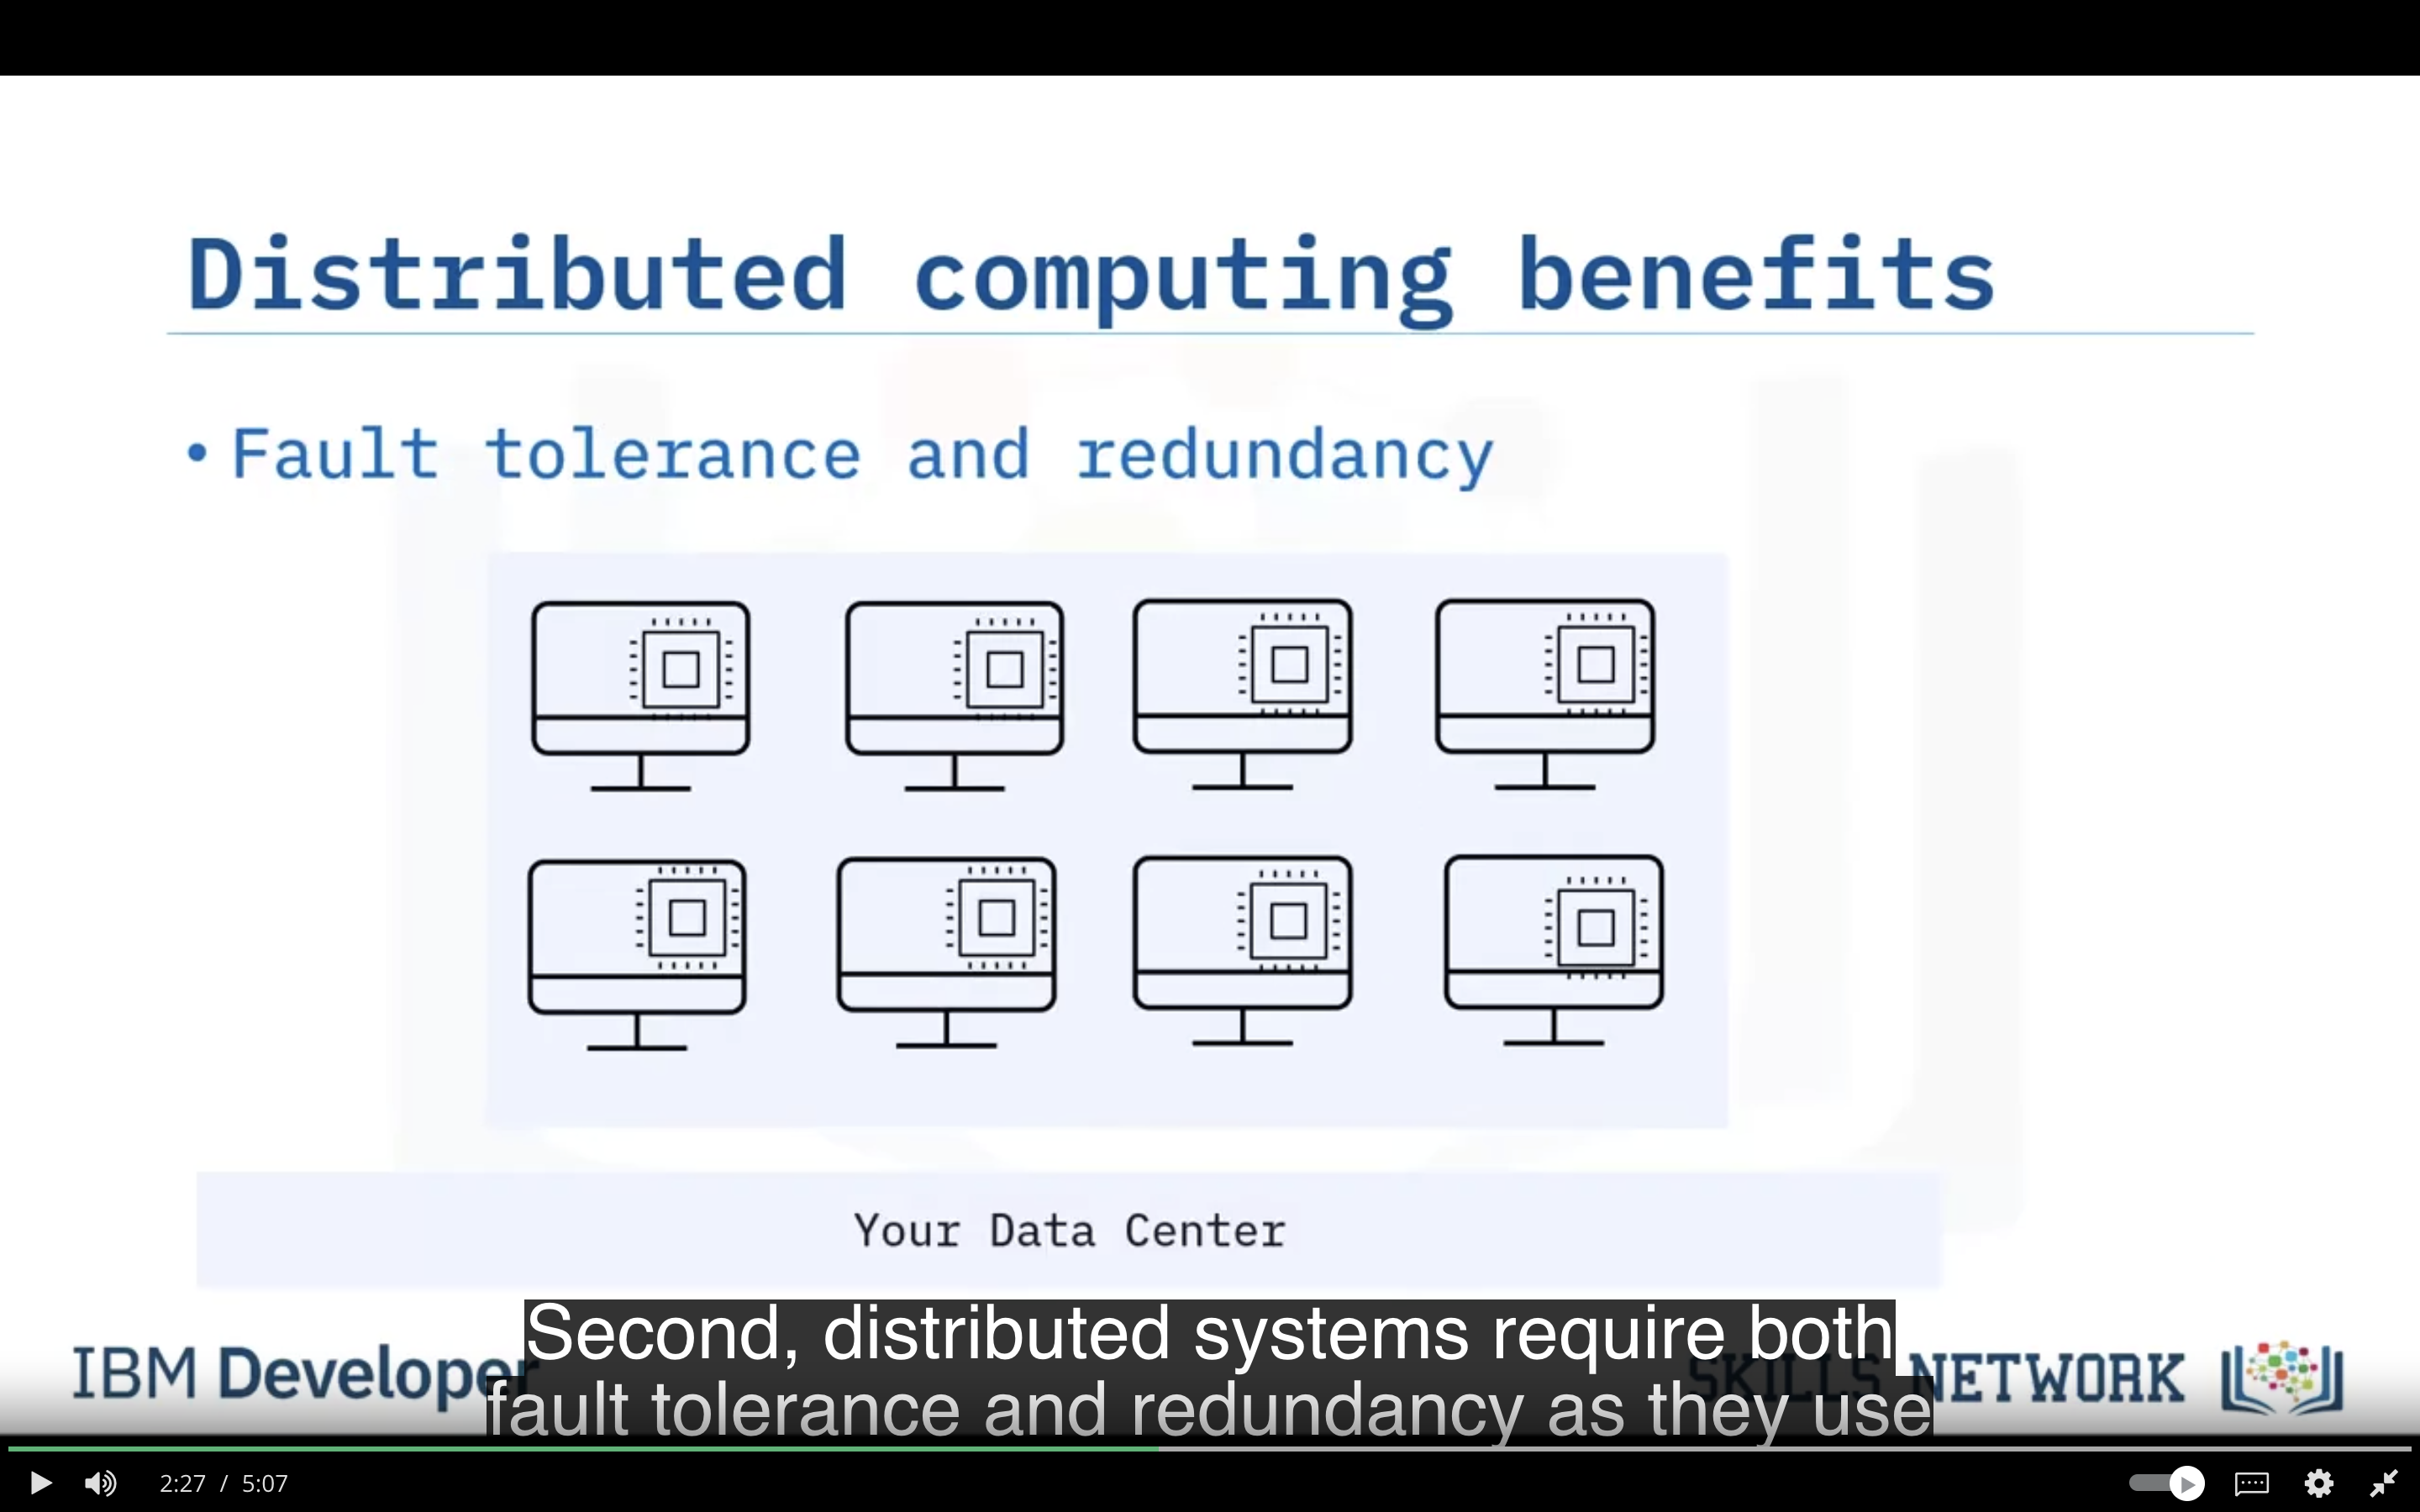 Distributed computing benefits
• Fault tolerance and redundancy
Your Data Center
Second, distributed systems require both
fault tolerance and redundancy as they use
IBM Developer
SKILLS NETWORK
2:27 / 5:07